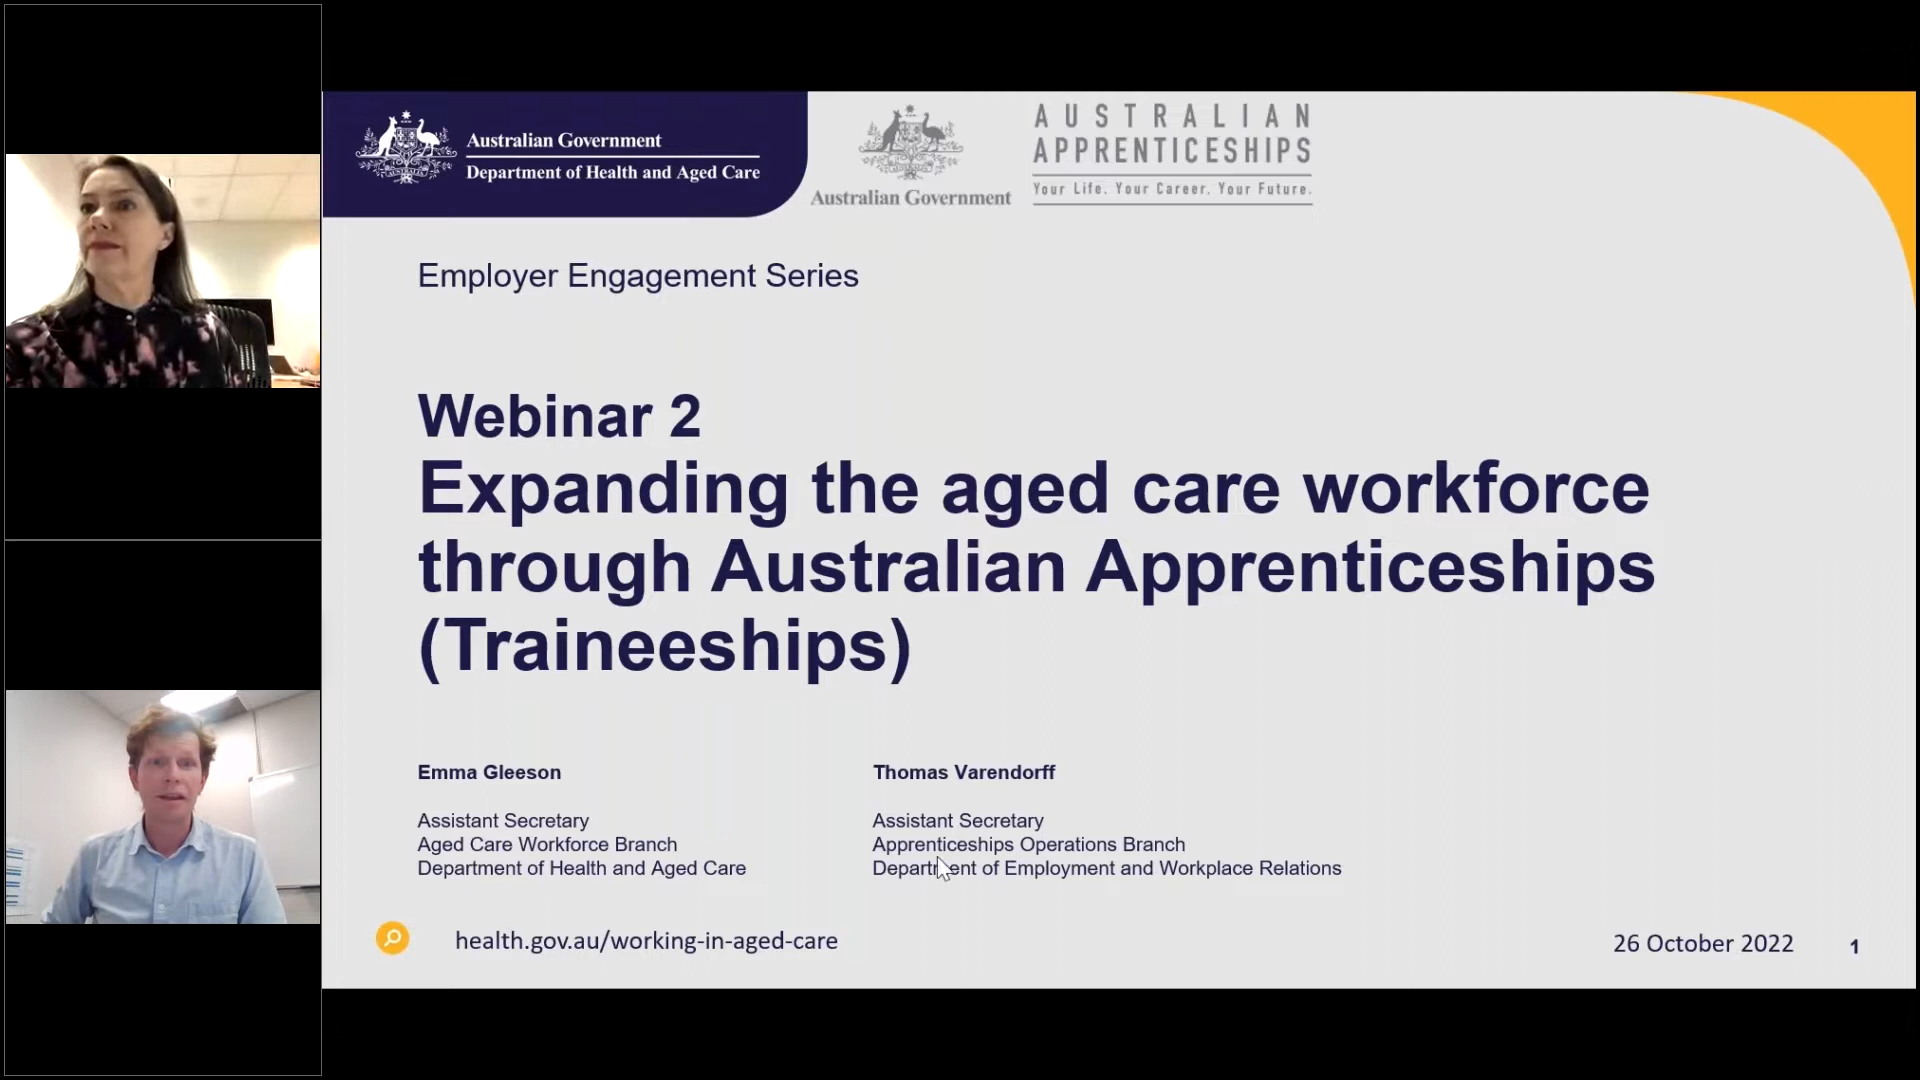 Australian Government
Department of Health and Aged Care
Australian Government
AUSTRALIAN
APPRENTICESHIPS
Your Life. Your Career. Your Future.
Employer Engagement Series
Webinar 2
Expanding the aged care workforce
through Australian Apprenticeships
(Traineeships)
Emma Gleeson
Assistant Secretary
Aged Care Workforce Branch
Department of Health and Aged Care
Thomas Varendorff
Assistant Secretary
Apprenticeships Operations Branch
Department of Employment and Workplace Relations
health.gov.au/working-in-aged-care
26 October 2022
1